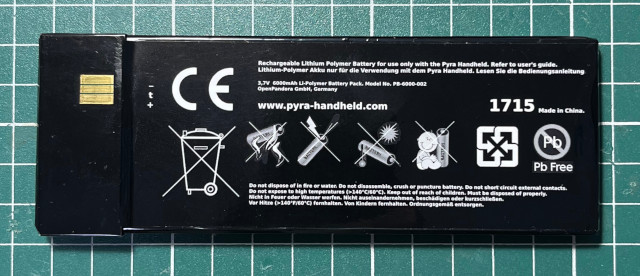 Rechargeable Lithium Polymer Battery for use only with the Pyra Handheld. Refer to user's guide.
Lithium-Polymer Akku nur für die Verwendung mit dem Pyra Handheld. Lesen Sie die Bedienungsanleitung
3,7V 6000mAh Li-Polymer Battery Pack. Model No. PB-6000-002
OpenPandora GmbH, Germany
- t +
CE
www.pyra-handheld.com
1715 Made in China.
Pb
Pb Free
Do not dispose of in fire or water. Do not disassemble, crush or puncture battery. Do not short circuit external contacts.
Do not expose to high temperatures (>140°C/60°C). Keep out of reach of children. Must be disposed of properly.
Nicht in Feuer oder Wasser werfen. Nicht auseinandernehmen, beschädigen oder kurzschließen.
Vor Hitze (>140°F/60°C) fernhalten. Von Kindern fernhalten. Ordnungsgemäß entsorgen.